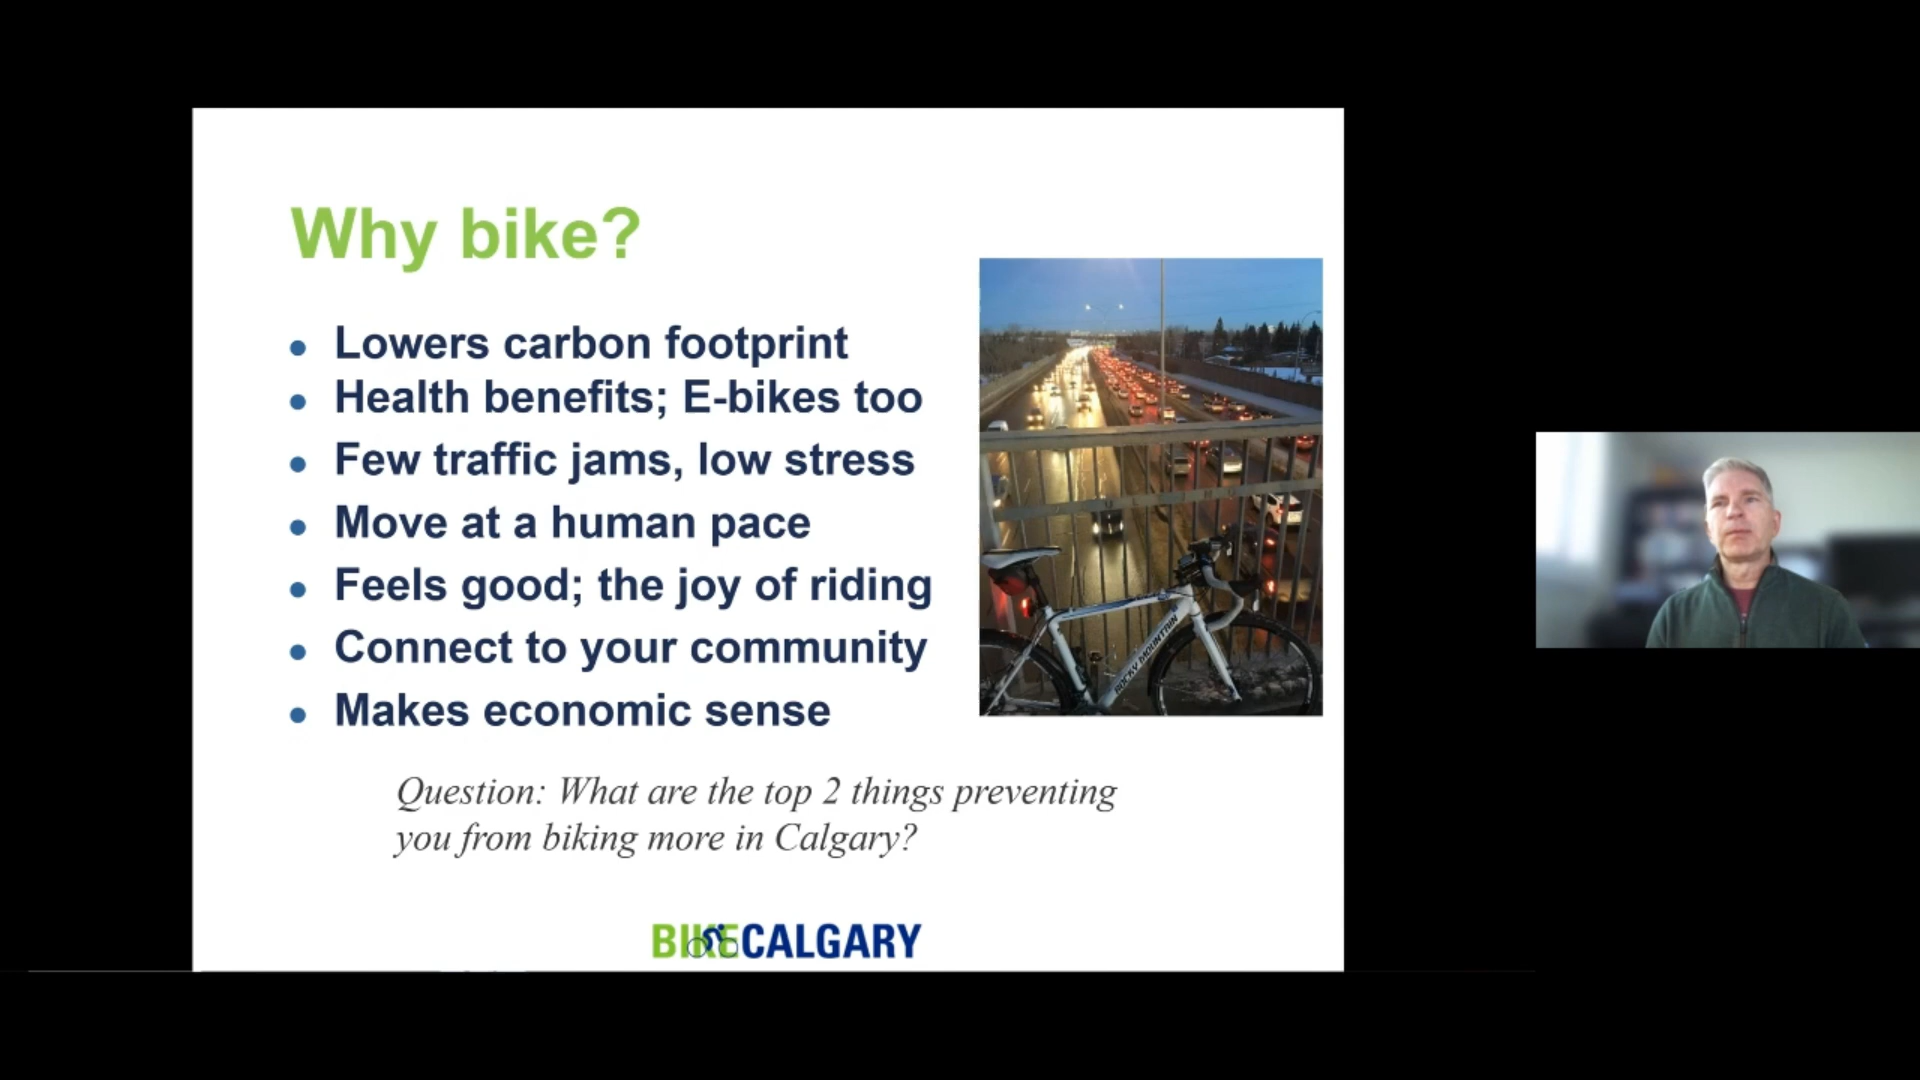 Why bike?
Lowers carbon footprint
Health benefits; E-bikes too
Few traffic jams, low stress
Move at a human pace
Feels good; the joy of riding
Connect to your community
Makes economic sense
ROCKY MOUNTAIN
Question: What are the top 2 things preventing
you from biking more in Calgary?
BIKECALGARY